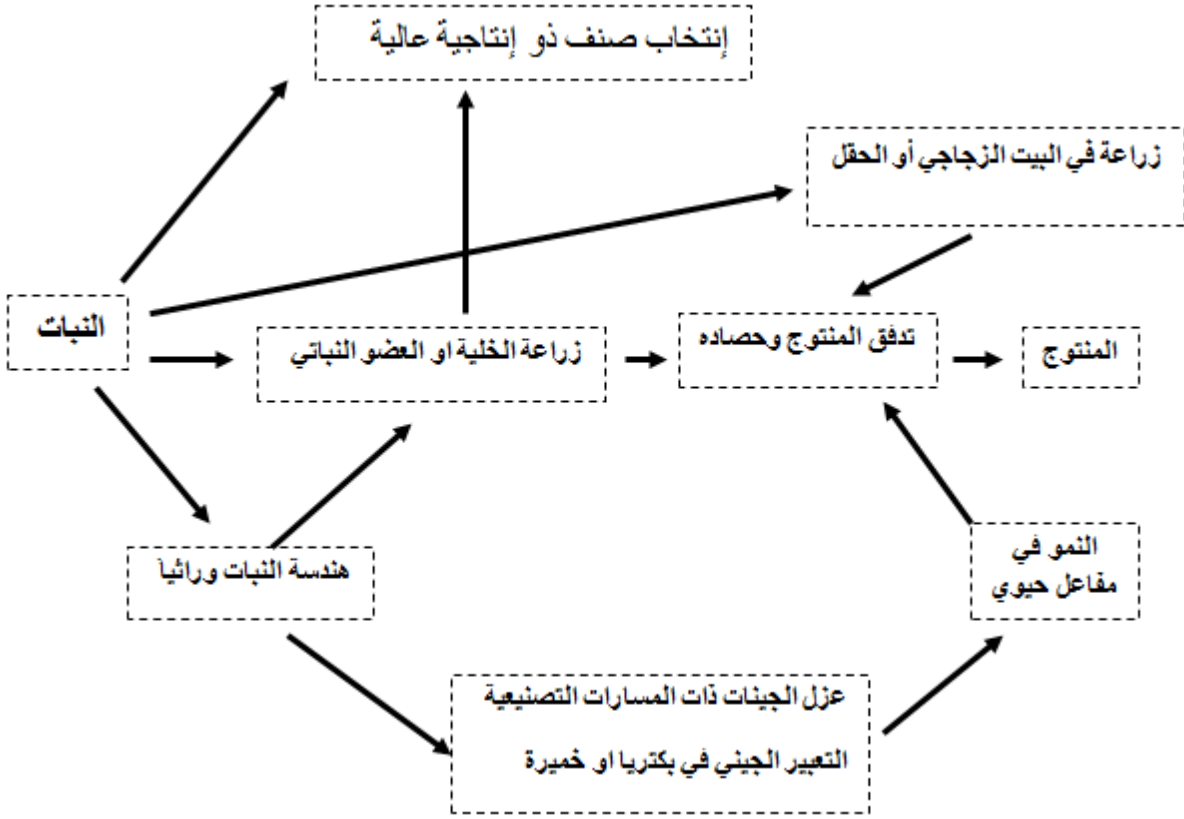 إنتخاب صنف ذو إنتاجية عالية
زراعة في البيت الزجاجي أو الحقل
النبات
زراعة الخلية او العضو النباتي
تدفق المنتوج وحصاده
المنتوج
هندسة النبات وراثياً
النمو في
مفاعل حيوي
عزل الجينات ذات المسارات التصنيعية
التعبير الجيني في بكتريا او خميرة